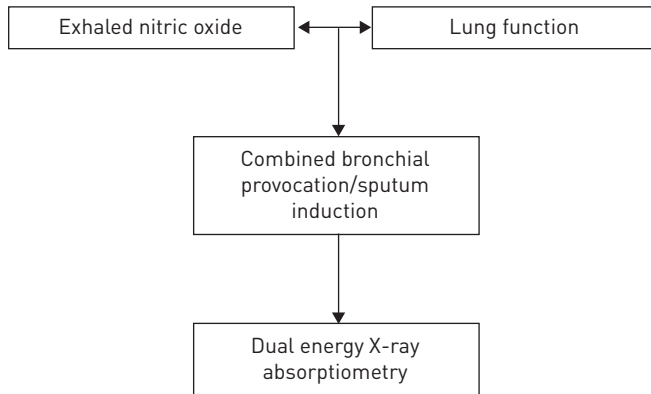 Exhaled nitric oxide
Lung function
Combined bronchial
provocation/sputum
induction
Dual energy X-ray
absorptiometry